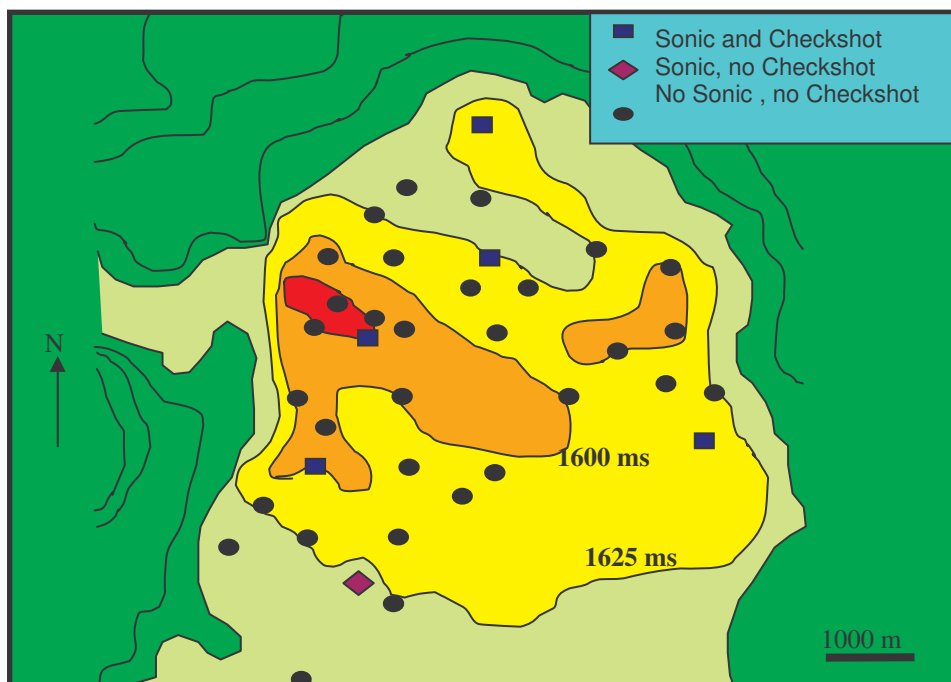 Sonic and Checkshot
Sonic, no Checkshot
No Sonic , no Checkshot
N
1600 ms
1625 ms
1000 m